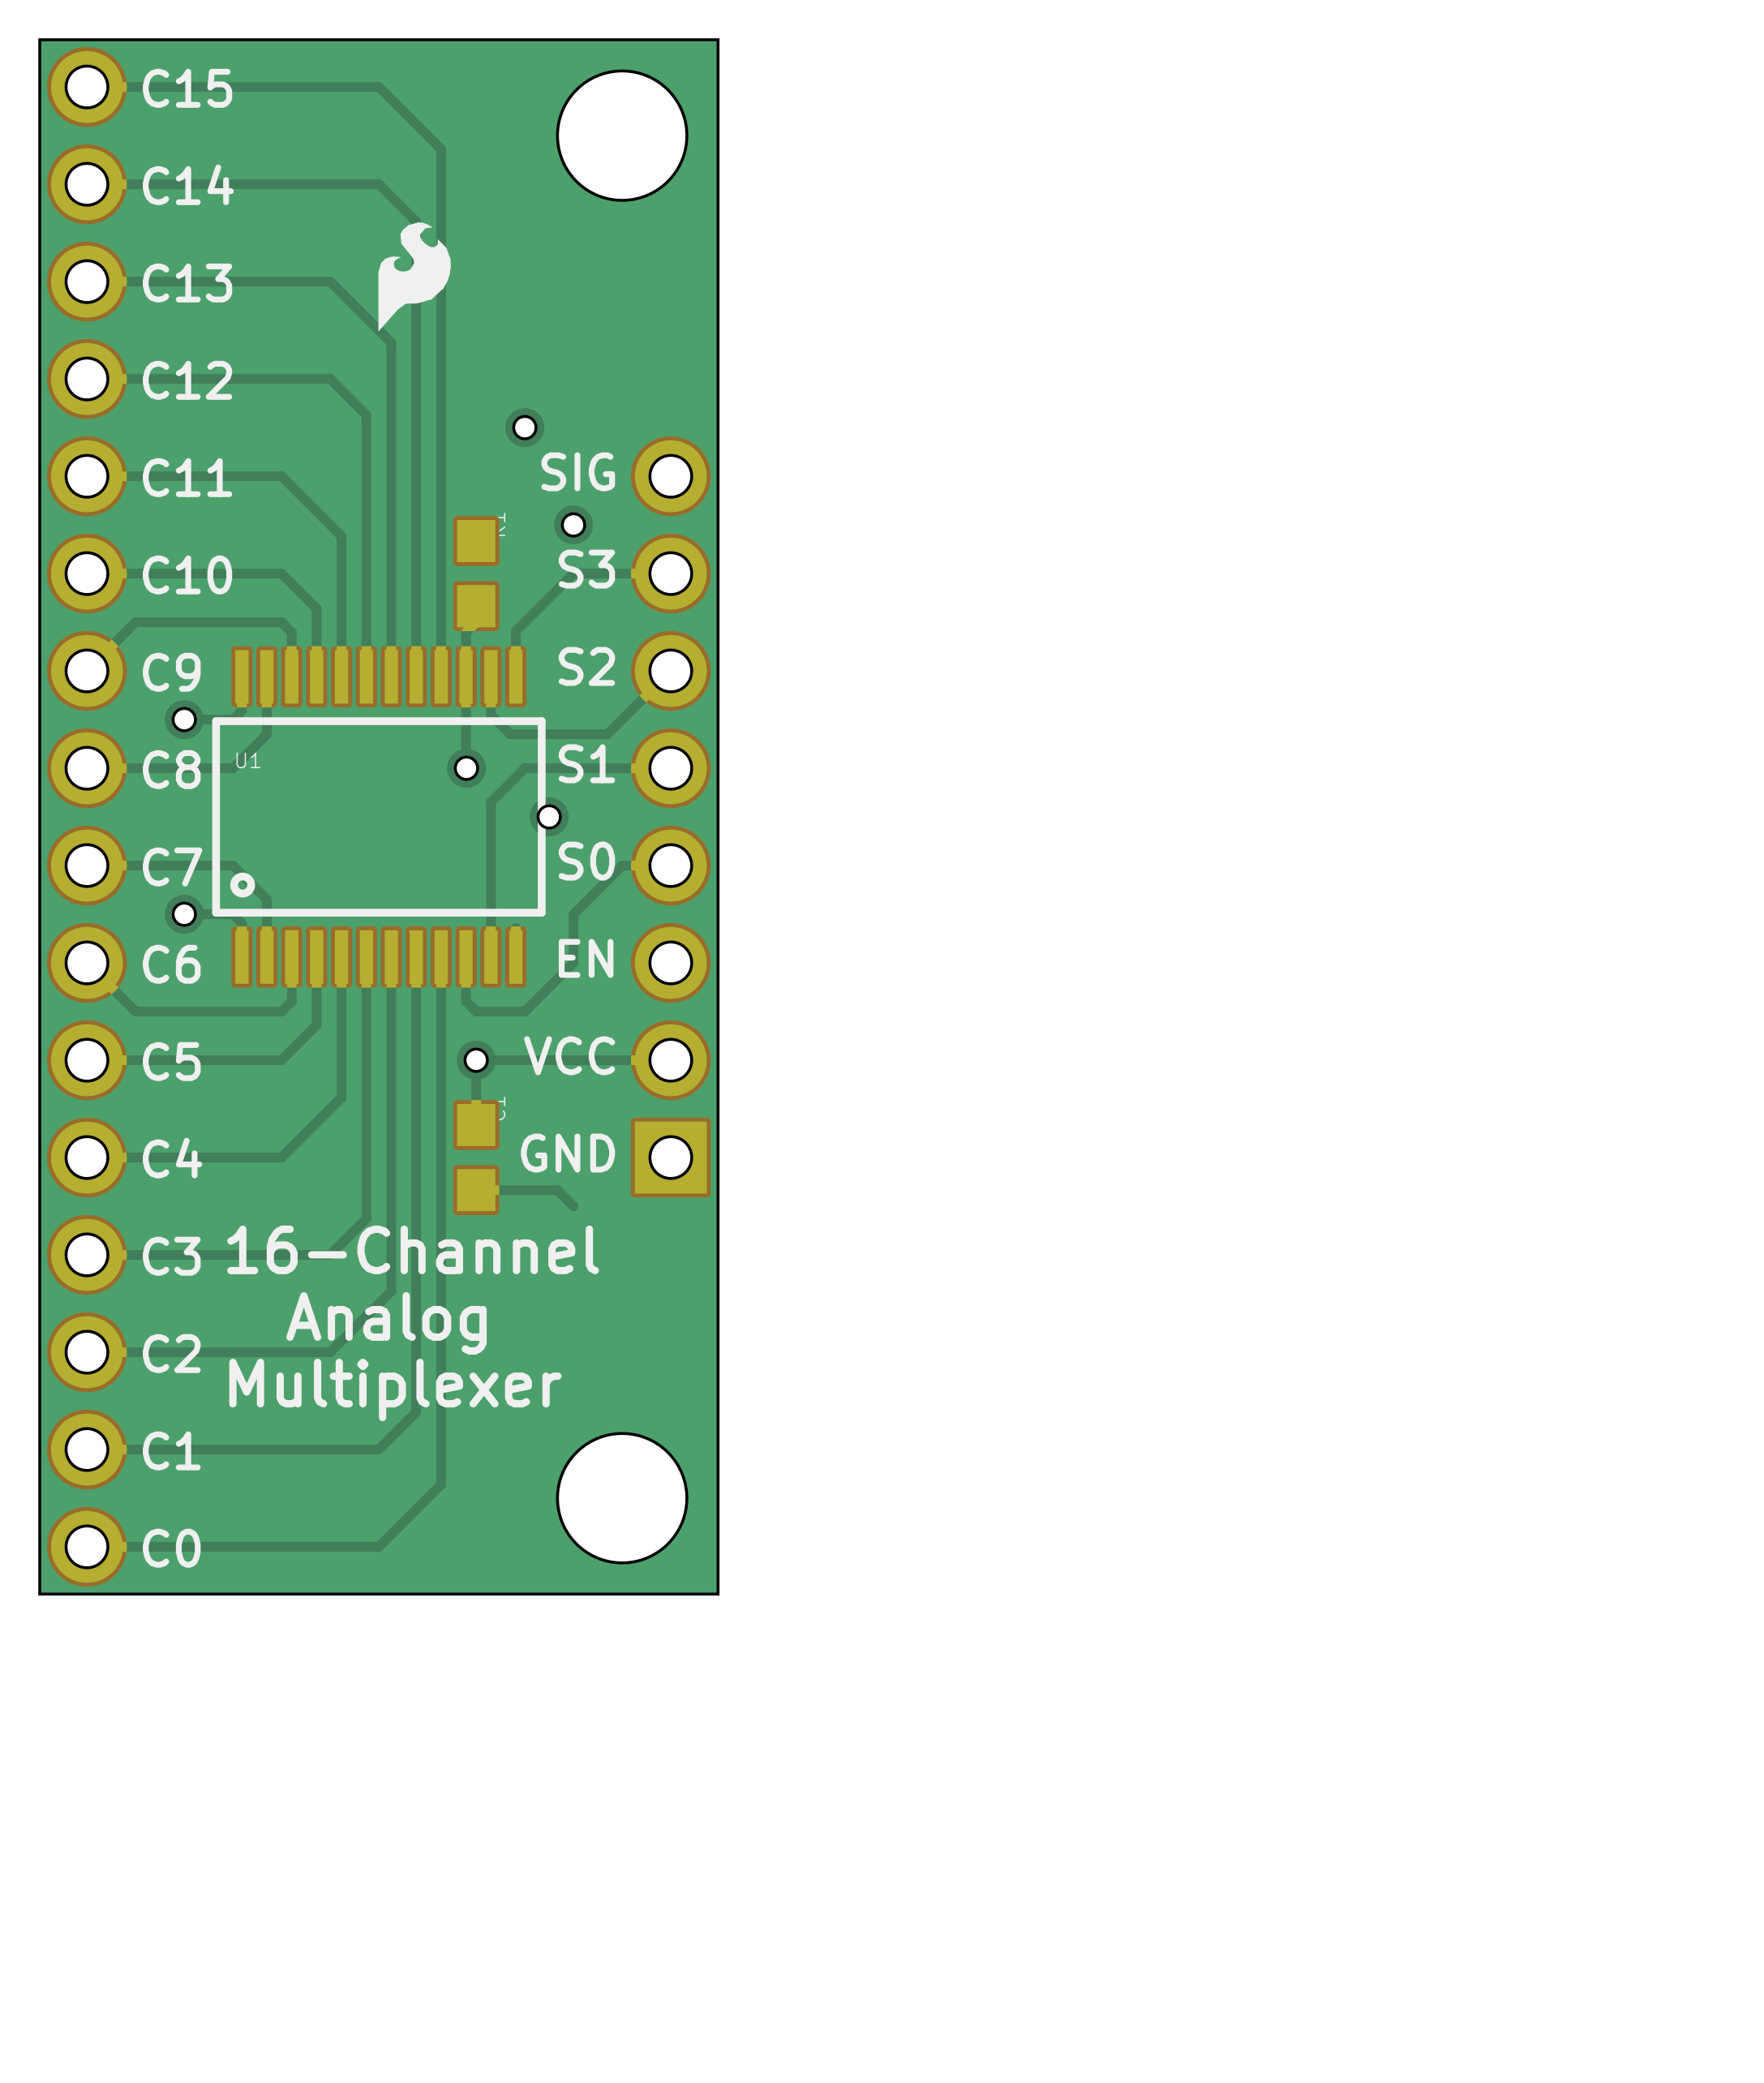 C15
C14
C13
C12
C11
SIG
C10
S3
C9
S2
C8
S1
U1
C7
S0
C6
EN
C5
VCC
C1
C4
GND
C3
16-Channel
Analog
C2
Multiplexer
C1
C0